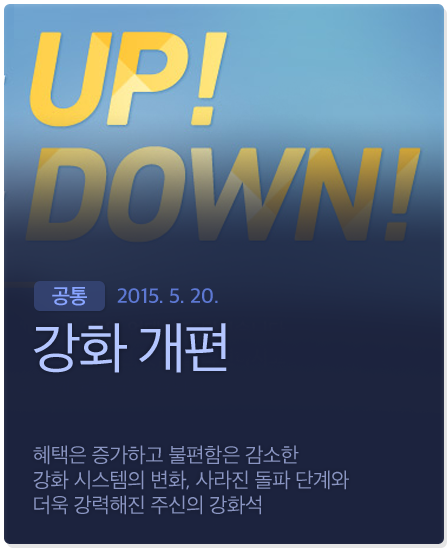 UP!
DOWN!
공통 2015. 5. 20.
강화 개편
혜택은 증가하고 불편함은 감소한
강화 시스템의 변화, 사라진 돌파 단계와
더욱 강력해진 주신의 강화석